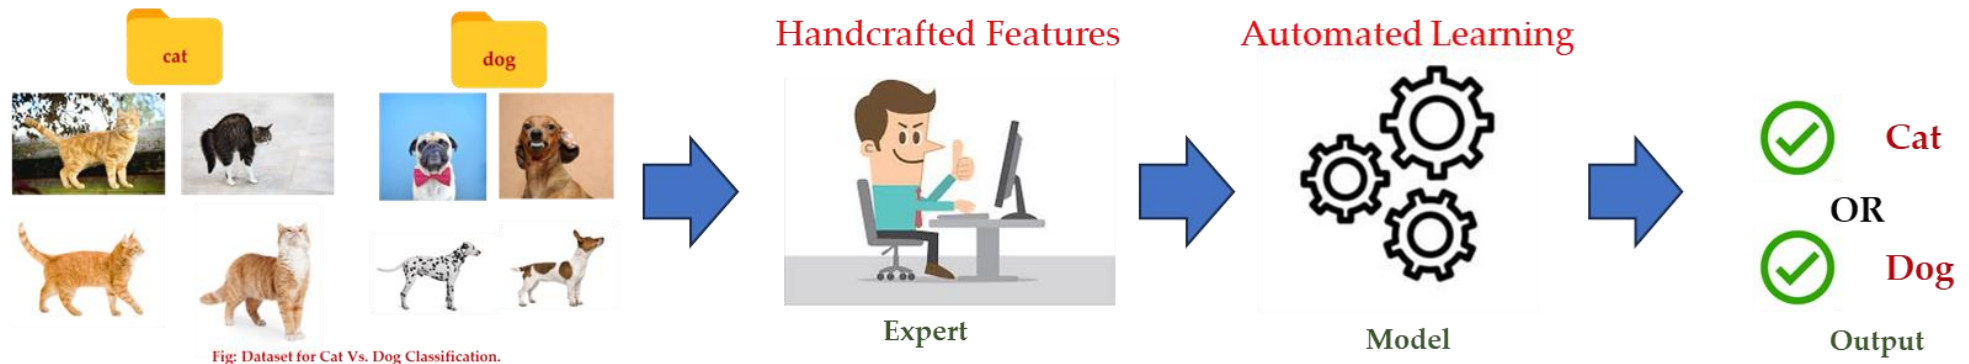 cat
dog
Fig: Dataset for Cat Vs. Dog Classification.
Handcrafted Features
Expert
Automated Learning
Model
Cat
OR
Dog
Output